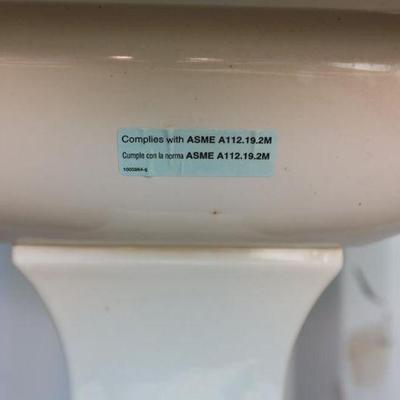 Complies with ASME A112.19.2M
Cumple con la norma ASME A112.19.2M